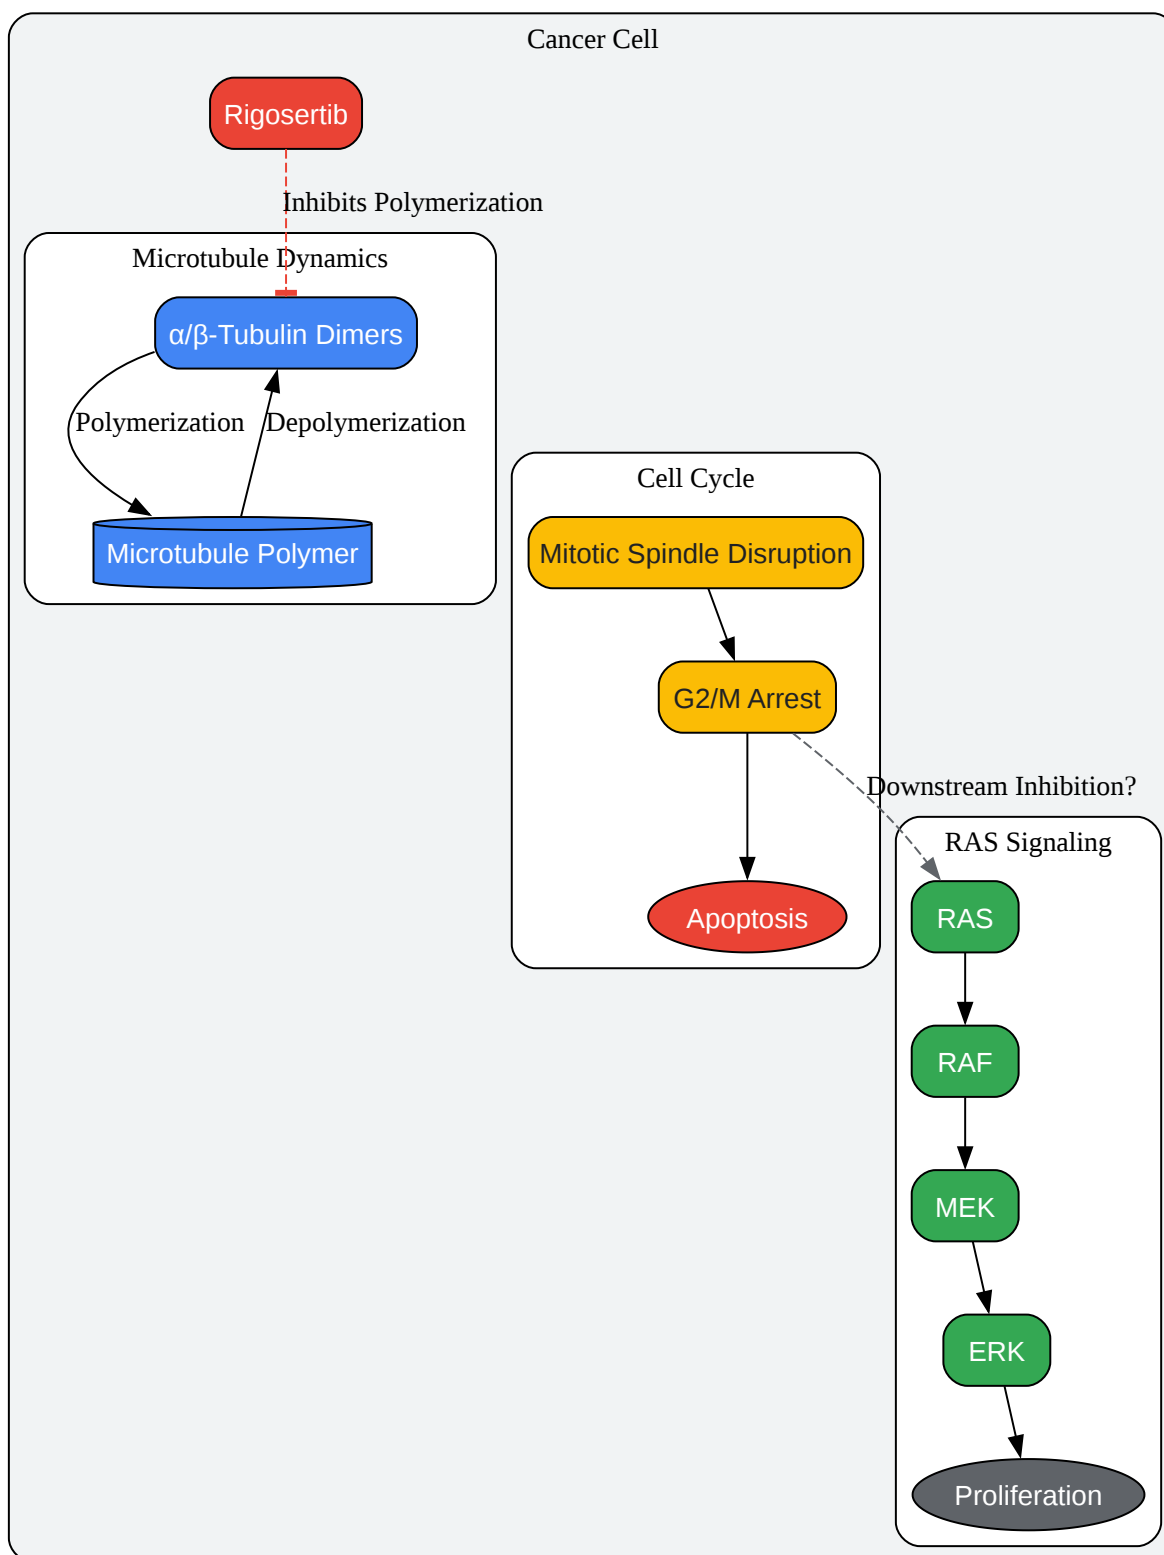 Cancer Cell
Rigosertib
Inhibits Polymerization
Microtubule Dynamics
α/β-Tubulin Dimers
Polymerization
Depolymerization
Microtubule Polymer
Cell Cycle
Mitotic Spindle Disruption
G2/M Arrest
Apoptosis
Downstream Inhibition?
RAS Signaling
RAS
RAF
MEK
ERK
Proliferation